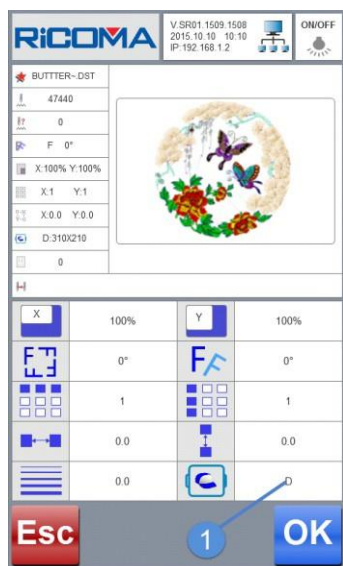 RiCOMA
V.SR01.1509.1508
2015.10.10 10:10
IP:192.168.1.2
ON/OFF
BUTTTER~.DST
47440
0
F 0°
X:100% Y:100%
X:1 Y:1
X:0.0 Y:0.0
D:310X210
0
X 100% Y 100%
0° 0°
1 1
0.0 0.0
0.0 D
Esc 1 OK